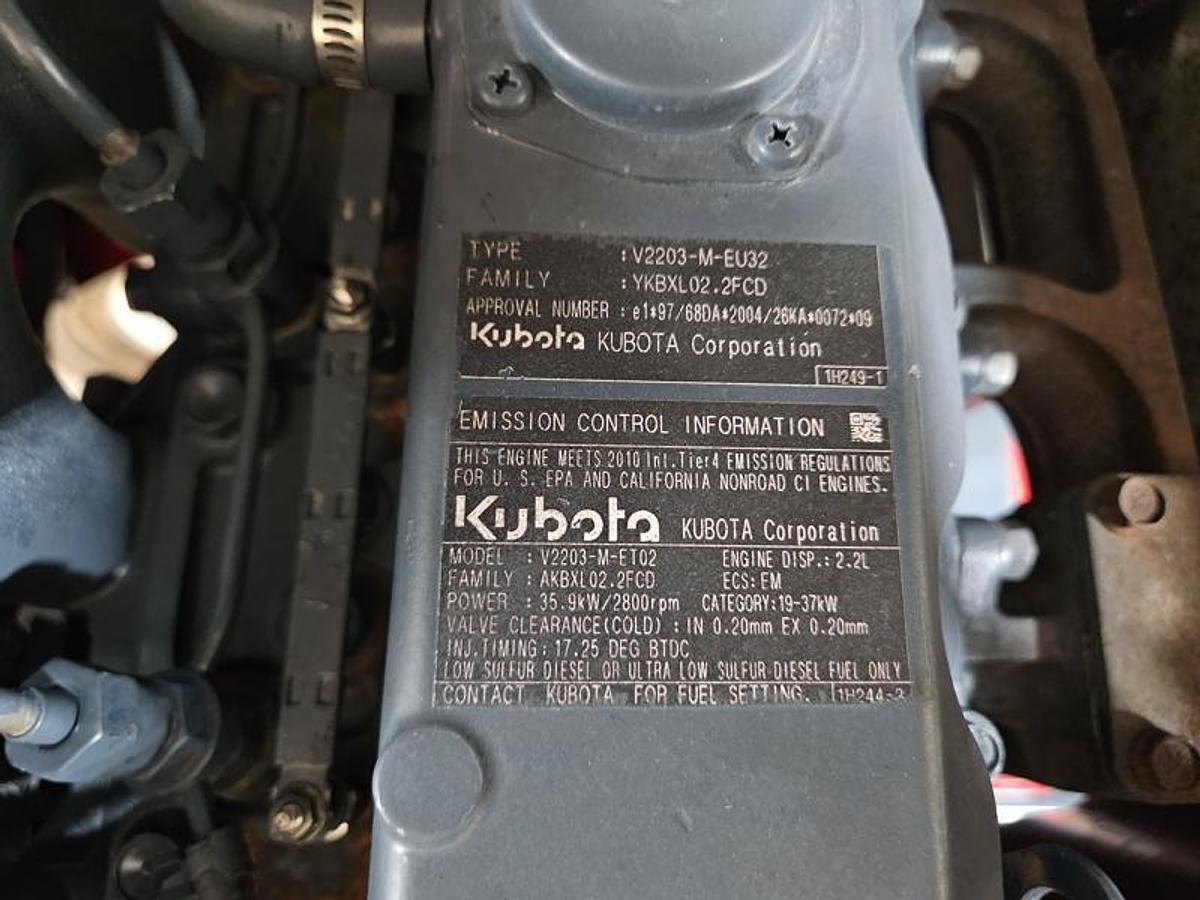 TYPE : V2203-M-EU32
FAMILY : YKBXL02.2FCD
APPROVAL NUMBER : e1*97/68DA*2004/26KA*0072*09
Kubota KUBOTA Corporation
1H249-1
EMISSION CONTROL INFORMATION
THIS ENGINE MEETS 2010 Int.Tier4 EMISSION REGULATIONS
FOR U. S. EPA AND CALIFORNIA NONROAD CI ENGINES.
Kubota KUBOTA Corporation
MODEL : V2203-M-ET02 ENGINE DISP.: 2.2L
FAMILY : AKBXL02.2FCD ECS: EM
POWER : 35.9kW/2800rpm CATEGORY:19-37kW
VALVE CLEARANCE(COLD) : IN 0.20mm EX 0.20mm
INJ.TIMING: 17.25 DEG BTDC
LOW SULFUR DIESEL OR ULTRA LOW SULFUR DIESEL FUEL ONLY
CONTACT KUBOTA FOR FUEL SETTING.